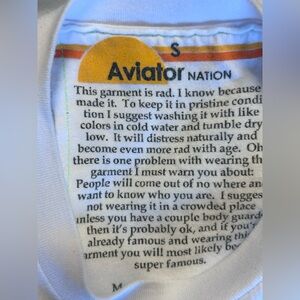 S
Aviator NATION
This garment is rad. I know because
made it. To keep it in pristine condi
tion I suggest washing it with like
colors in cold water and tumble dry
low. It will distress naturally and
become even more rad with age. Oh
there is one problem with wearing th
garment I must warn you about:
People will come out of no where an
want to know who you are. I sugges
not wearing it in a crowded place
unless you have a couple body guard
then it's probably ok, and if you'r
already famous and wearing this
arment you will most likely bec
super famous.
M